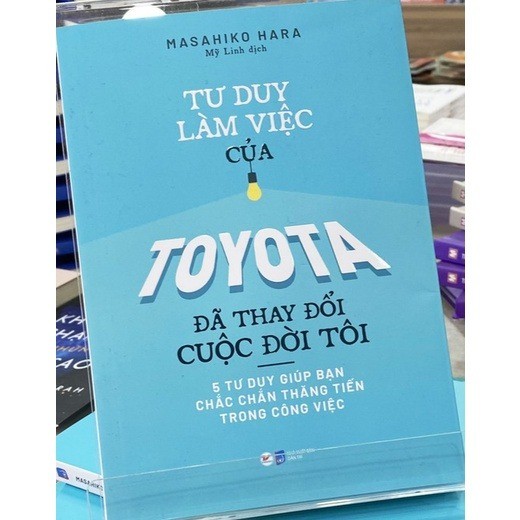 MASAHIKO HARA
Mỹ Linh dịch
TƯ DUY
LÀM VIỆC
CỦA
TOYOTA
ĐÃ THAY ĐỔI
CUỘC ĐỜI TÔI
5 TƯ DUY GIÚP BẠN
CHẮC CHẮN THĂNG TIẾN
TRONG CÔNG VIỆC
MASAHIKO